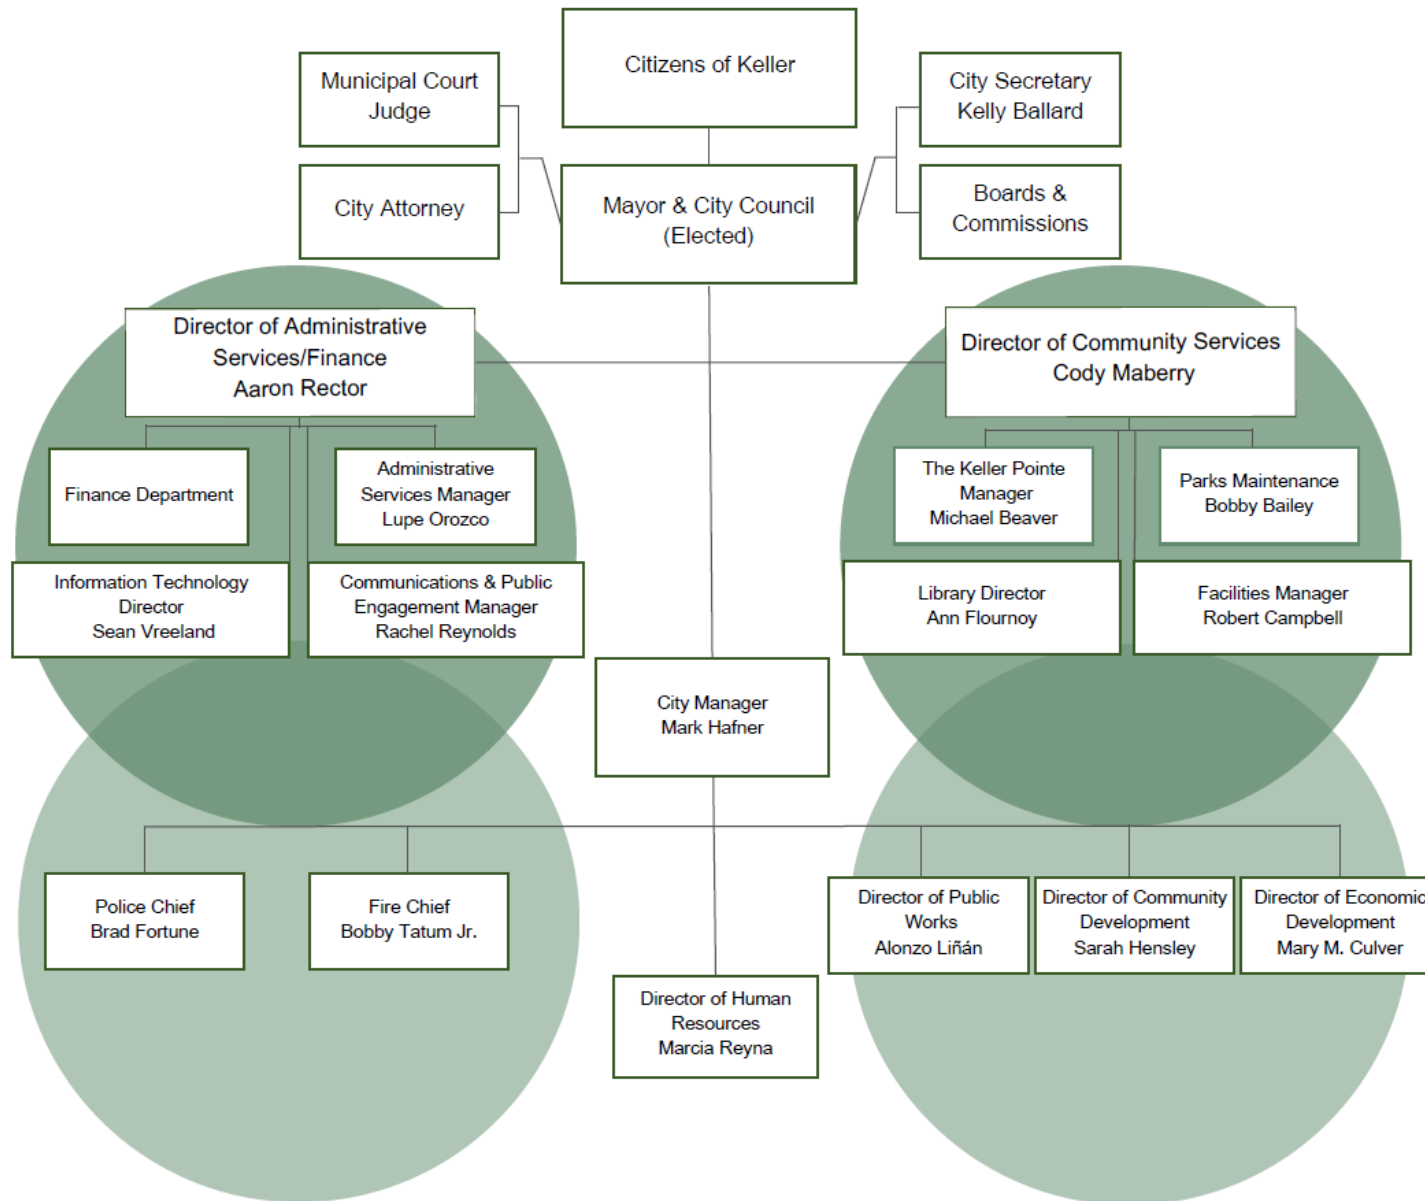 Citizens of Keller
Municipal Court
Judge
City Secretary
Kelly Ballard
City Attorney
Mayor & City Council
(Elected)
Boards &
Commissions
Director of Administrative
Services/Finance
Aaron Rector
Director of Community Services
Cody Maberry
Finance Department
Administrative
Services Manager
Lupe Orozco
The Keller Pointe
Manager
Michael Beaver
Parks Maintenance
Bobby Bailey
Information Technology
Director
Sean Vreeland
Communications & Public
Engagement Manager
Rachel Reynolds
Library Director
Ann Flournoy
Facilities Manager
Robert Campbell
City Manager
Mark Hafner
Police Chief
Brad Fortune
Fire Chief
Bobby Tatum Jr.
Director of Public
Works
Alonzo Liñán
Director of Community
Development
Sarah Hensley
Director of Economic
Development
Mary M. Culver
Director of Human
Resources
Marcia Reyna